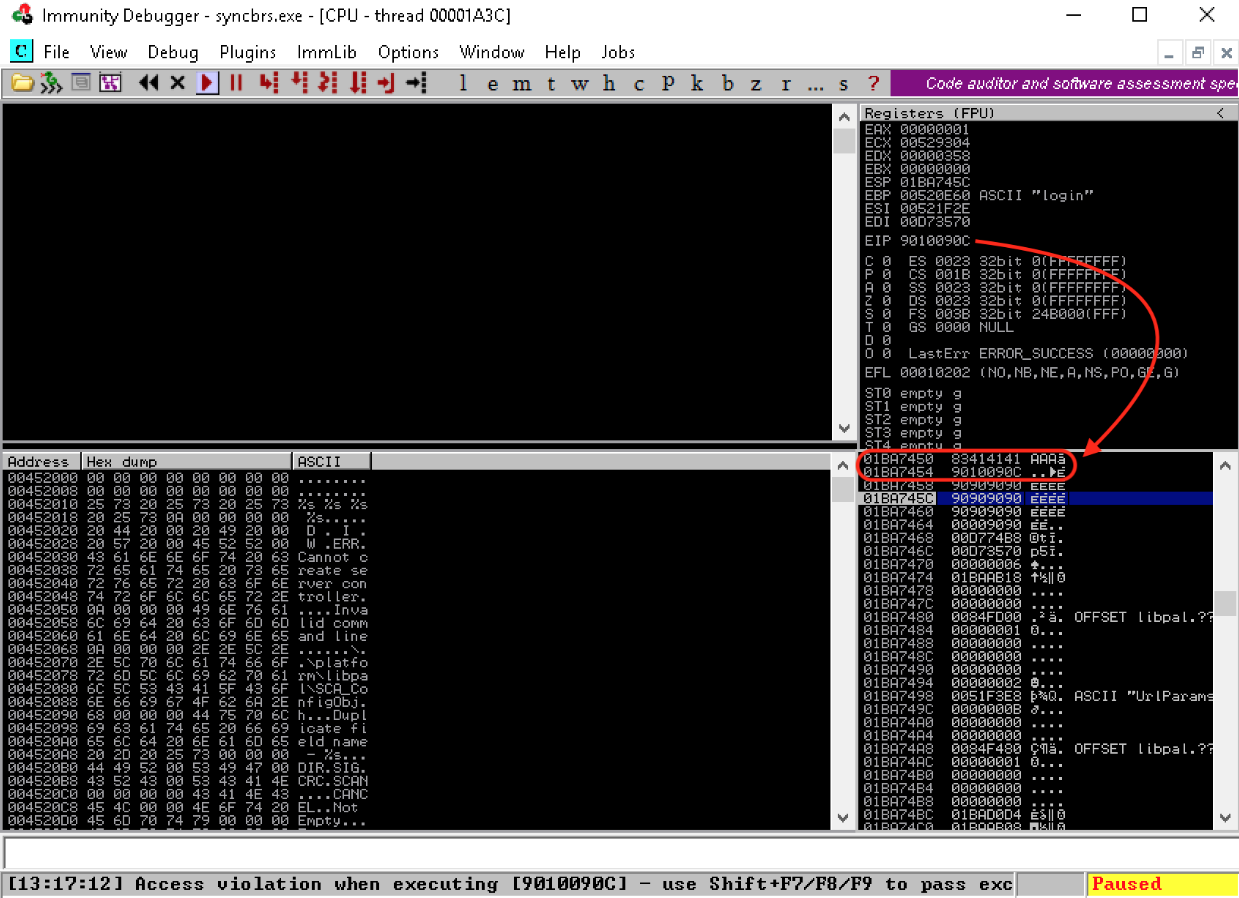 Immunity Debugger - syncbrs.exe - [CPU - thread 00001A3C]
C File View Debug Plugins ImmLib Options Window Help Jobs
l e m t w h c P k b z r ... s ? Code auditor and software assessment spe
Registers (FPU) <
EAX 00000001
ECX 00529304
EDX 00000358
EBX 00000000
ESP 01BA745C
EBP 00520E60 ASCII "login"
ESI 00521F2E
EDI 00D73570
EIP 9010090C
C 0 ES 0023 32bit 0(FFFFFFFF)
P 0 CS 001B 32bit 0(FFFFFFFF)
A 0 SS 0023 32bit 0(FFFFFFFF)
Z 0 DS 0023 32bit 0(FFFFFFFF)
S 0 FS 003B 32bit 24B000(FFF)
T 0 GS 0000 NULL
D 0
O 0 LastErr ERROR_SUCCESS (00000000)
EFL 00010202 (NO,NB,NE,A,NS,PO,GE,G)
ST0 empty g
ST1 empty g
ST2 empty g
ST3 empty g
ST4 empty g
Address Hex dump ASCII
00452000 00 00 00 00 00 00 00 00 ........
00452008 00 00 00 00 00 00 00 00 ........
00452010 25 73 20 25 73 20 25 73 %s %s %s
00452018 20 25 73 0A 00 00 00 00  %s.....
00452020 20 44 20 00 20 49 20 00  D . I .
00452028 20 57 20 00 45 52 52 00  W .ERR.
00452030 43 61 6E 6E 6F 74 20 63 Cannot c
00452038 72 65 61 74 65 20 73 65 reate se
00452040 72 76 65 72 20 63 6F 6E rver con
00452048 74 72 6F 6C 6C 65 72 2E troller.
00452050 0A 00 00 00 49 6E 76 61 ....Inva
00452058 6C 69 64 20 63 6F 6D 6D lid comm
00452060 61 6E 64 20 6C 69 6E 65 and line
00452068 0A 00 00 00 2E 2E 5C 2E ......\.
00452070 2E 5C 70 6C 61 74 66 6F .\platfo
00452078 72 6D 5C 6C 69 62 70 61 rm\libpa
00452080 6C 5C 53 43 41 5F 43 6F l\SCA_Co
00452088 6E 66 69 67 4F 62 6A 2E nfigObj.
00452090 68 00 00 00 44 75 70 6C h...Dupl
00452098 69 63 61 74 65 20 66 69 icate fi
004520A0 65 6C 64 20 6E 61 6D 65 eld name
004520A8 20 2D 20 25 73 00 00 00  - %s...
004520B0 44 49 52 00 53 49 47 00 DIR.SIG.
004520B8 43 52 43 00 53 43 41 4E CRC.SCAN
004520C0 00 00 00 00 43 41 4E 43 ....CANC
004520C8 45 4C 00 00 4E 6F 74 20 EL..Not
004520D0 45 6D 70 74 79 00 00 00 Empty...
01BA7450 83414141 AAAâ
01BA7454 9010090C ..►É
01BA7458 90909090 ÉÉÉÉ
01BA745C 90909090 ÉÉÉÉ
01BA7460 90909090 ÉÉÉÉ
01BA7464 00009090 ÉÉ..
01BA7468 00D774B8
01BA746C 00D73570
01BA7470 00000006 ♠...
01BA7474 01BAAB18
01BA7478 00000000 ....
01BA747C 00000000 ....
01BA7480 0084FD00 .²ä. OFFSET libpal.??
01BA7484 00000001 ☺...
01BA7488 00000000 ....
01BA748C 00000000 ....
01BA7490 00000000 ....
01BA7494 00000002 ☻...
01BA7498 0051F3E8 Þ¾Q. ASCII "UrlParams
01BA749C 0000000B ♂...
01BA74A0 00000000 ....
01BA74A4 00000000 ....
01BA74A8 0084F480 Ç¶ä. OFFSET libpal.??
01BA74AC 00000001 ☺...
01BA74B0 00000000 ....
01BA74B4 00000000 ....
01BA74B8 00000000 ....
01BA74BC 01BAD0D4
01BA74C0 01BAAB08
[13:17:12] Access violation when executing [9010090C] - use Shift+F7/F8/F9 to pass exc Paused